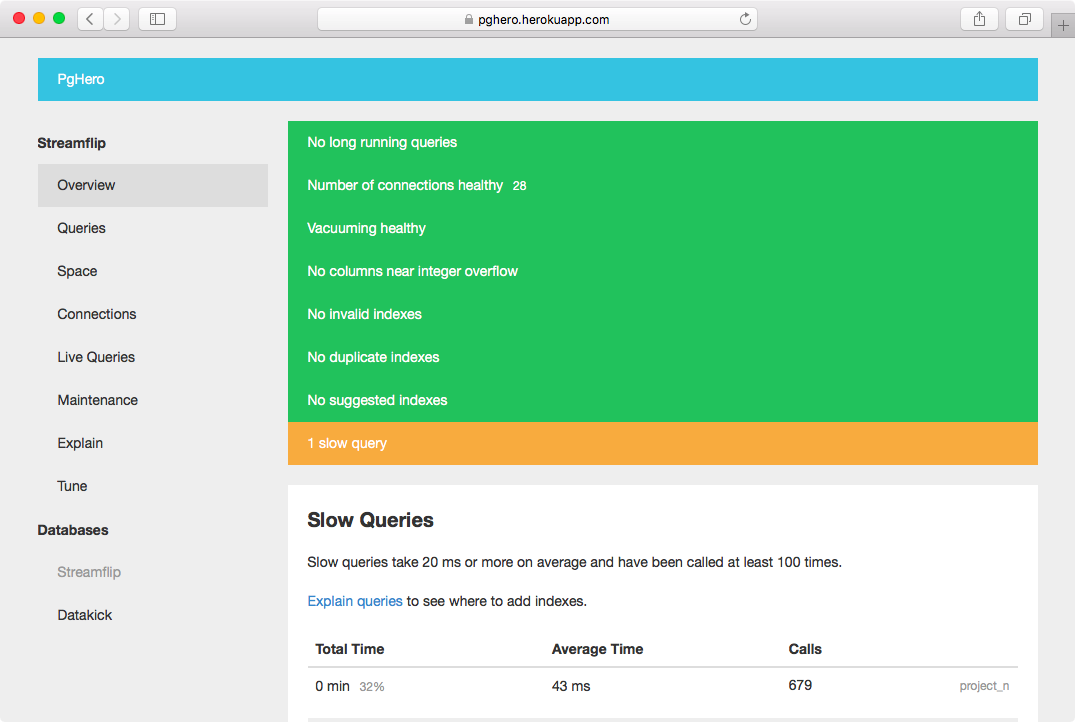 pghero.herokuapp.com
PgHero
Streamflip
Overview
Queries
Space
Connections
Live Queries
Maintenance
Explain
Tune
Databases
Streamflip
Datakick
No long running queries
Number of connections healthy 28
Vacuuming healthy
No columns near integer overflow
No invalid indexes
No duplicate indexes
No suggested indexes
1 slow query
Slow Queries
Slow queries take 20 ms or more on average and have been called at least 100 times.
Explain queries to see where to add indexes.
Total Time Average Time Calls
0 min 32% 43 ms 679 project_n